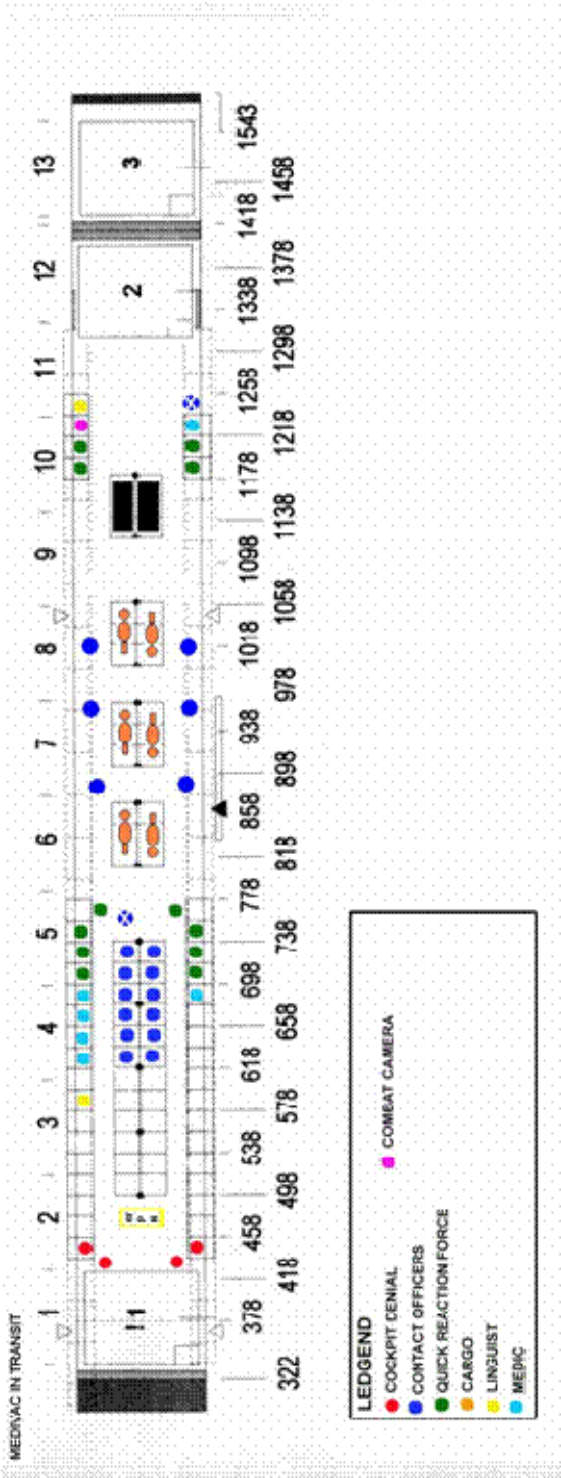 MEDIVAC IN TRANSIT
1 2 3 4 5 6 7 8 9 10 11 12 13
1 2 3
378 458 538 618 698 778 858 938 1018 1098 1178 1258 1338 1418 1543
322 418 498 578 658 738 818 898 978 1058 1138 1218 1298 1378 1458
LEDGEND
COCKPIT DENIAL
COMBAT CAMERA
CONTACT OFFICERS
QUICK REACTION FORCE
CARGO
LINGUIST
MEDIC